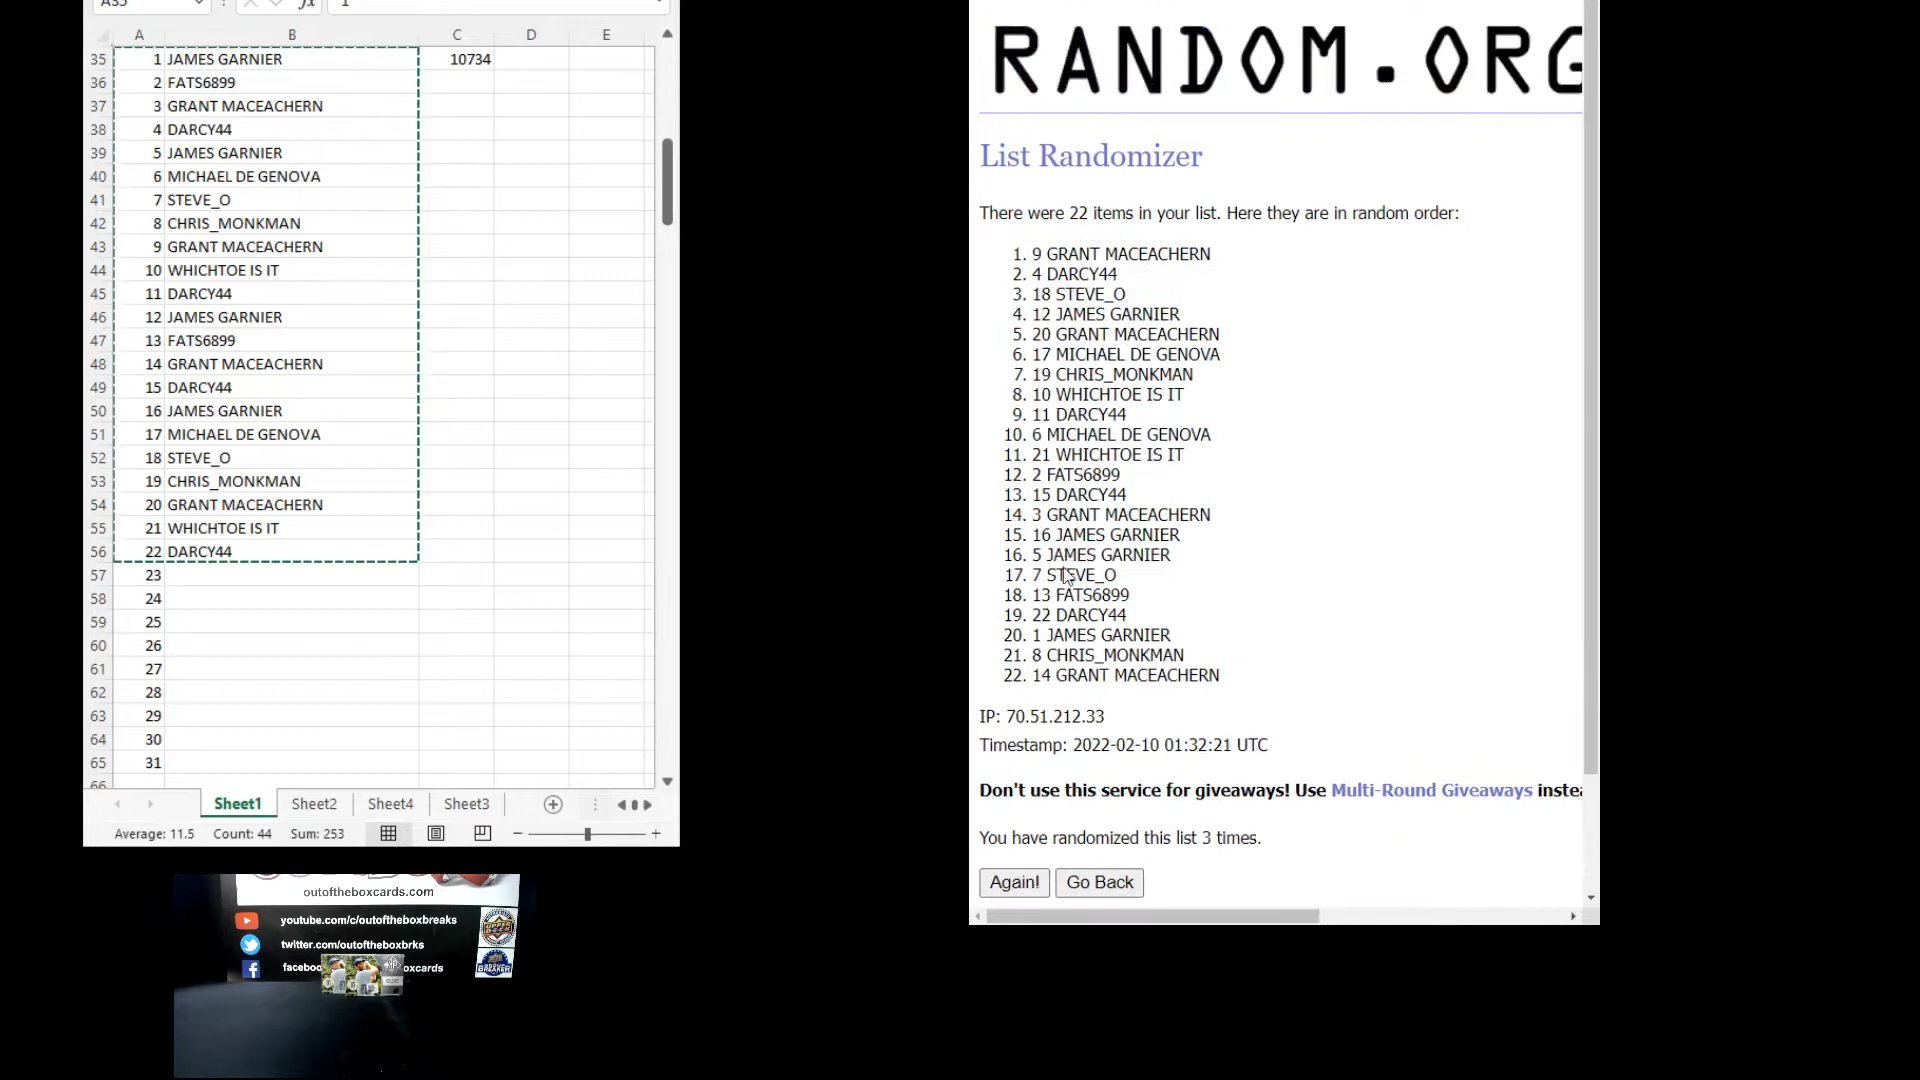 A35
fx
1
A B C D E
35 1 JAMES GARNIER 10734
36 2 FATS6899
37 3 GRANT MACEACHERN
38 4 DARCY44
39 5 JAMES GARNIER
40 6 MICHAEL DE GENOVA
41 7 STEVE_O
42 8 CHRIS_MONKMAN
43 9 GRANT MACEACHERN
44 10 WHICHTOE IS IT
45 11 DARCY44
46 12 JAMES GARNIER
47 13 FATS6899
48 14 GRANT MACEACHERN
49 15 DARCY44
50 16 JAMES GARNIER
51 17 MICHAEL DE GENOVA
52 18 STEVE_O
53 19 CHRIS_MONKMAN
54 20 GRANT MACEACHERN
55 21 WHICHTOE IS IT
56 22 DARCY44
57 23
58 24
59 25
60 26
61 27
62 28
63 29
64 30
65 31
66
Sheet1 Sheet2 Sheet4 Sheet3
Average: 11.5 Count: 44 Sum: 253
outoftheboxcards.com
youtube.com/c/outoftheboxbreaks
twitter.com/outoftheboxbrks
faceboo oxcards
UPPER DECK
RANDOM.ORG
List Randomizer
There were 22 items in your list. Here they are in random order:
1. 9 GRANT MACEACHERN
2. 4 DARCY44
3. 18 STEVE_O
4. 12 JAMES GARNIER
5. 20 GRANT MACEACHERN
6. 17 MICHAEL DE GENOVA
7. 19 CHRIS_MONKMAN
8. 10 WHICHTOE IS IT
9. 11 DARCY44
10. 6 MICHAEL DE GENOVA
11. 21 WHICHTOE IS IT
12. 2 FATS6899
13. 15 DARCY44
14. 3 GRANT MACEACHERN
15. 16 JAMES GARNIER
16. 5 JAMES GARNIER
17. 7 STEVE_O
18. 13 FATS6899
19. 22 DARCY44
20. 1 JAMES GARNIER
21. 8 CHRIS_MONKMAN
22. 14 GRANT MACEACHERN
IP: 70.51.212.33
Timestamp: 2022-02-10 01:32:21 UTC
Don't use this service for giveaways! Use Multi-Round Giveaways instea
You have randomized this list 3 times.
Again! Go Back